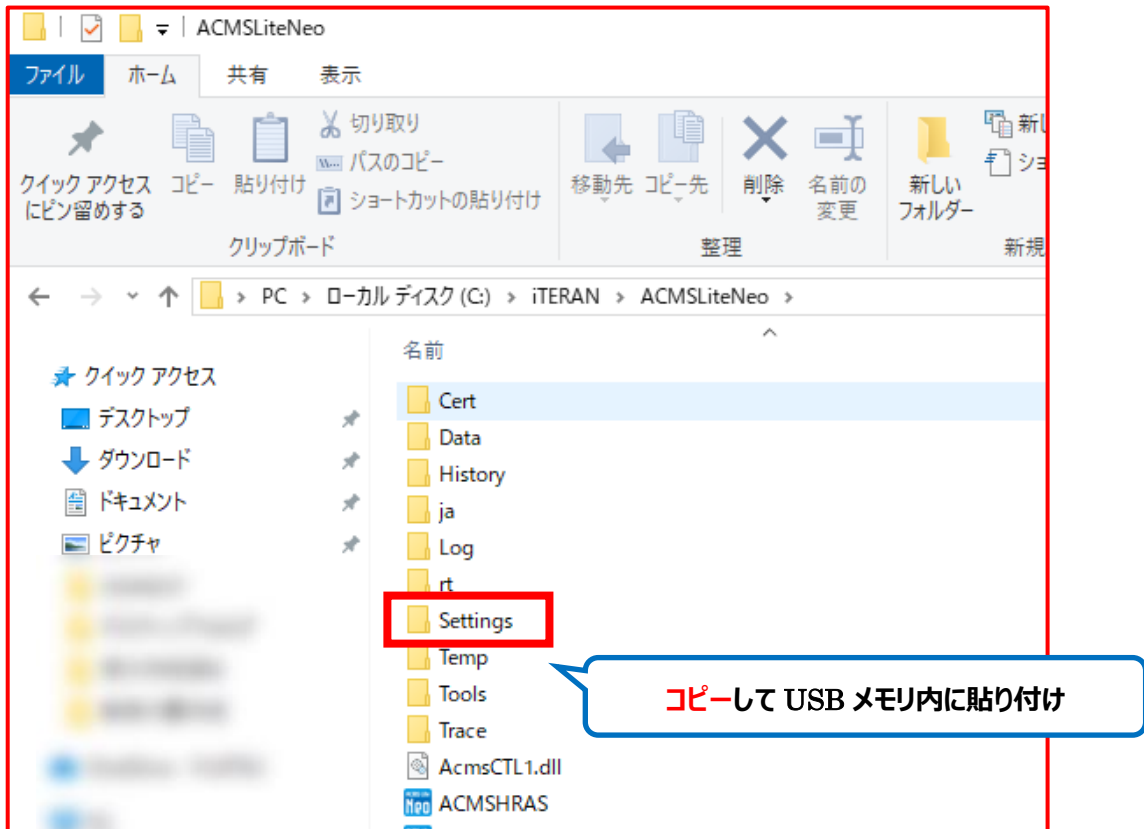 ACMSLiteNeo
ファイル ホーム 共有 表示
クイック アクセス
にピン留めする
コピー
貼り付け
切り取り
パスのコピー
ショートカットの貼り付け
クリップボード
移動先
コピー先
削除
名前の
変更
整理
新しい
フォルダー
新し
ショ
新規
PC > ローカル ディスク (C:) > iTERAN > ACMSLiteNeo >
クイック アクセス
デスクトップ
ダウンロード
ドキュメント
ピクチャ
名前
Cert
Data
History
ja
Log
rt
Settings
Temp
Tools
Trace
AcmsCTL1.dll
ACMSHRAS
コピーして USB メモリ内に貼り付け